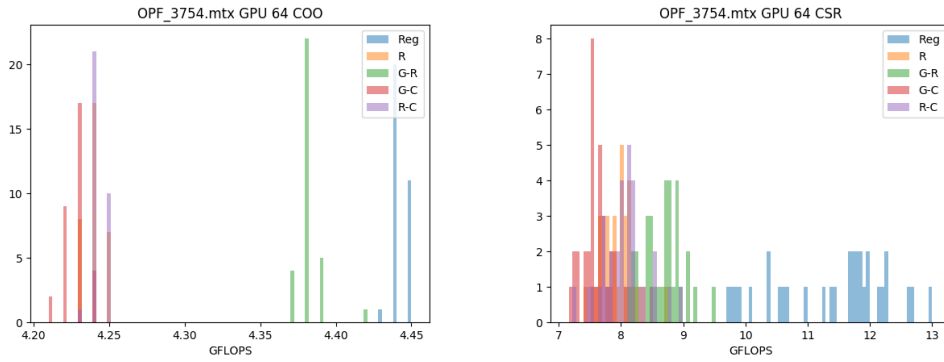 OPF_3754.mtx GPU 64 COO
20
15
10
5
0
4.20
4.25
4.30
4.35
4.40
4.45
GFLOPS
Reg
R
G-R
G-C
R-C
OPF_3754.mtx GPU 64 CSR
8
7
6
5
4
3
2
1
0
7
8
9
10
11
12
13
GFLOPS
Reg
R
G-R
G-C
R-C